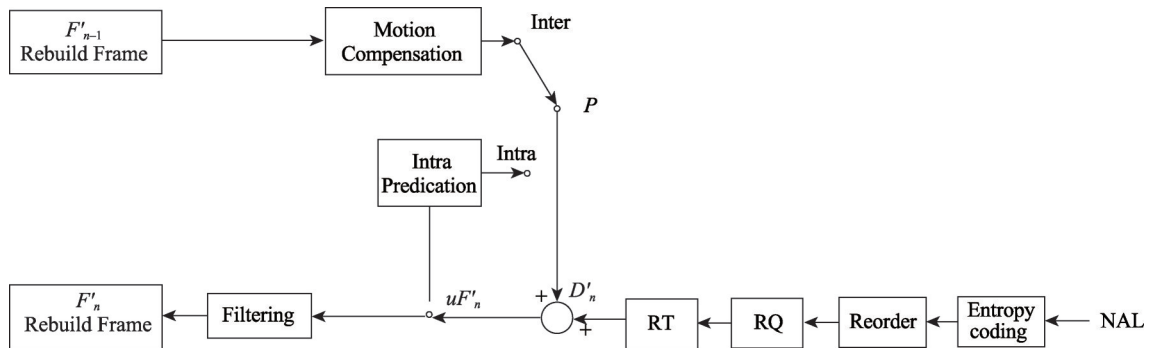 F'n–1
Rebuild Frame
Motion
Compensation
Inter
P
Intra
Predication
Intra
F'n
Rebuild Frame
Filtering
uF'n
+
D'n
+
RT
RQ
Reorder
Entropy
coding
NAL